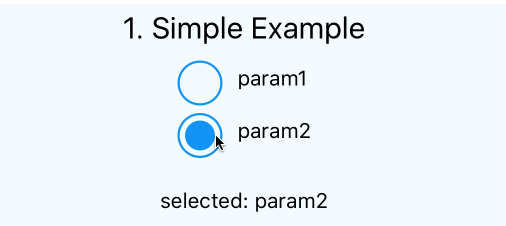 1. Simple Example
param1
param2
selected: param2